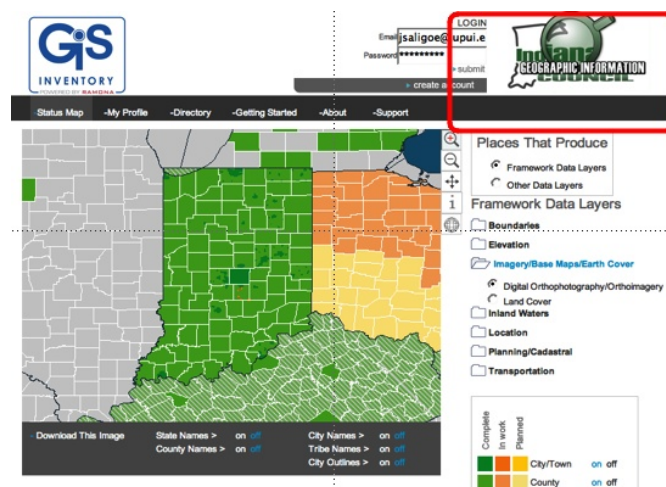 GIS
INVENTORY
POWERED BY RAMONA
LOGIN
Email jsaligoe@iupui.e
Password *********
submit
create account
Indiana
GEOGRAPHIC INFORMATION
COUNCIL
Status Map -My Profile -Directory -Getting Started -About -Support
Places That Produce
Framework Data Layers
Other Data Layers
i
Framework Data Layers
Boundaries
Elevation
Imagery/Base Maps/Earth Cover
Digital Orthophotography/Orthoimagery
Land Cover
Inland Waters
Location
Planning/Cadastral
Transportation
- Download This Image
State Names > on off
County Names > on off
City Names > on off
Tribe Names > on off
City Outlines > on off
Complete
In work
Planned
City/Town on off
County on off